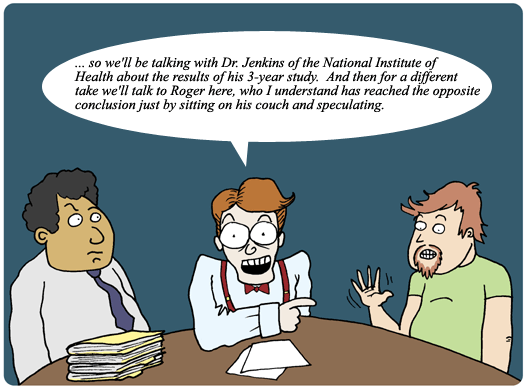 ... so we'll be talking with Dr. Jenkins of the National Institute of
Health about the results of his 3-year study.  And then for a different
take we'll talk to Roger here, who I understand has reached the opposite
conclusion just by sitting on his couch and speculating.